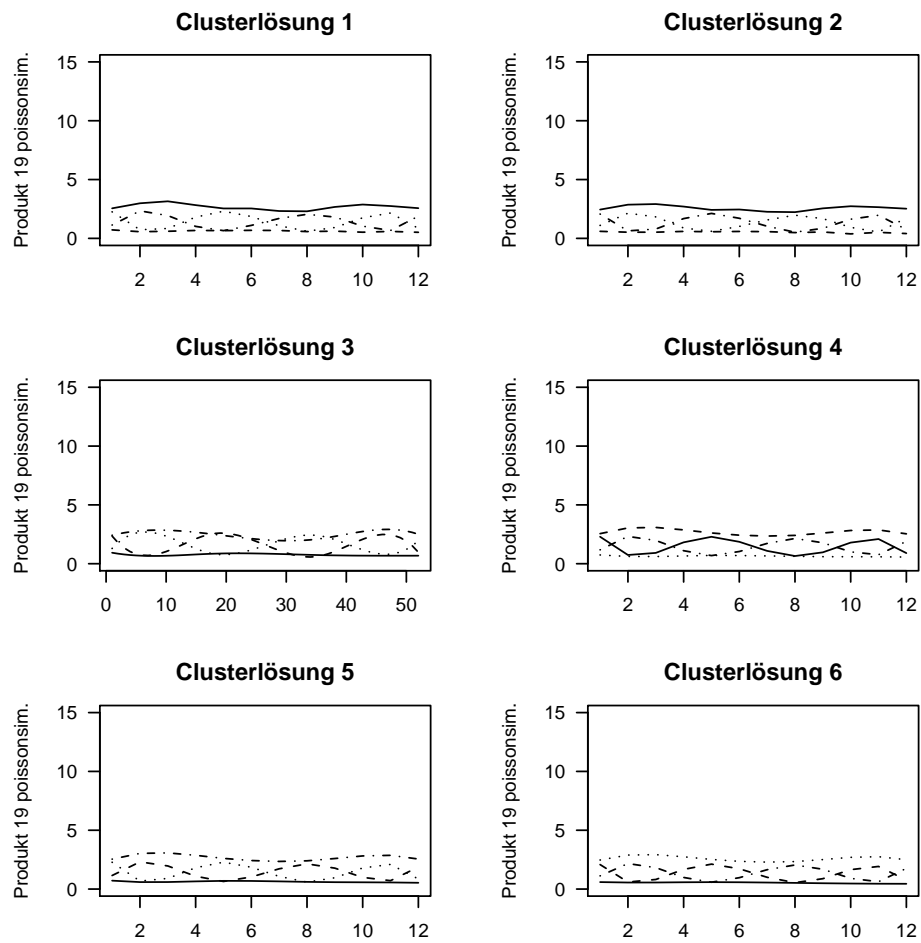 Clusterlösung 1
Produkt 19 poissonsim.
15
10
5
0
2 4 6 8 10 12
Clusterlösung 2
Produkt 19 poissonsim.
15
10
5
0
2 4 6 8 10 12
Clusterlösung 3
Produkt 19 poissonsim.
15
10
5
0
0 10 20 30 40 50
Clusterlösung 4
Produkt 19 poissonsim.
15
10
5
0
2 4 6 8 10 12
Clusterlösung 5
Produkt 19 poissonsim.
15
10
5
0
2 4 6 8 10 12
Clusterlösung 6
Produkt 19 poissonsim.
15
10
5
0
2 4 6 8 10 12